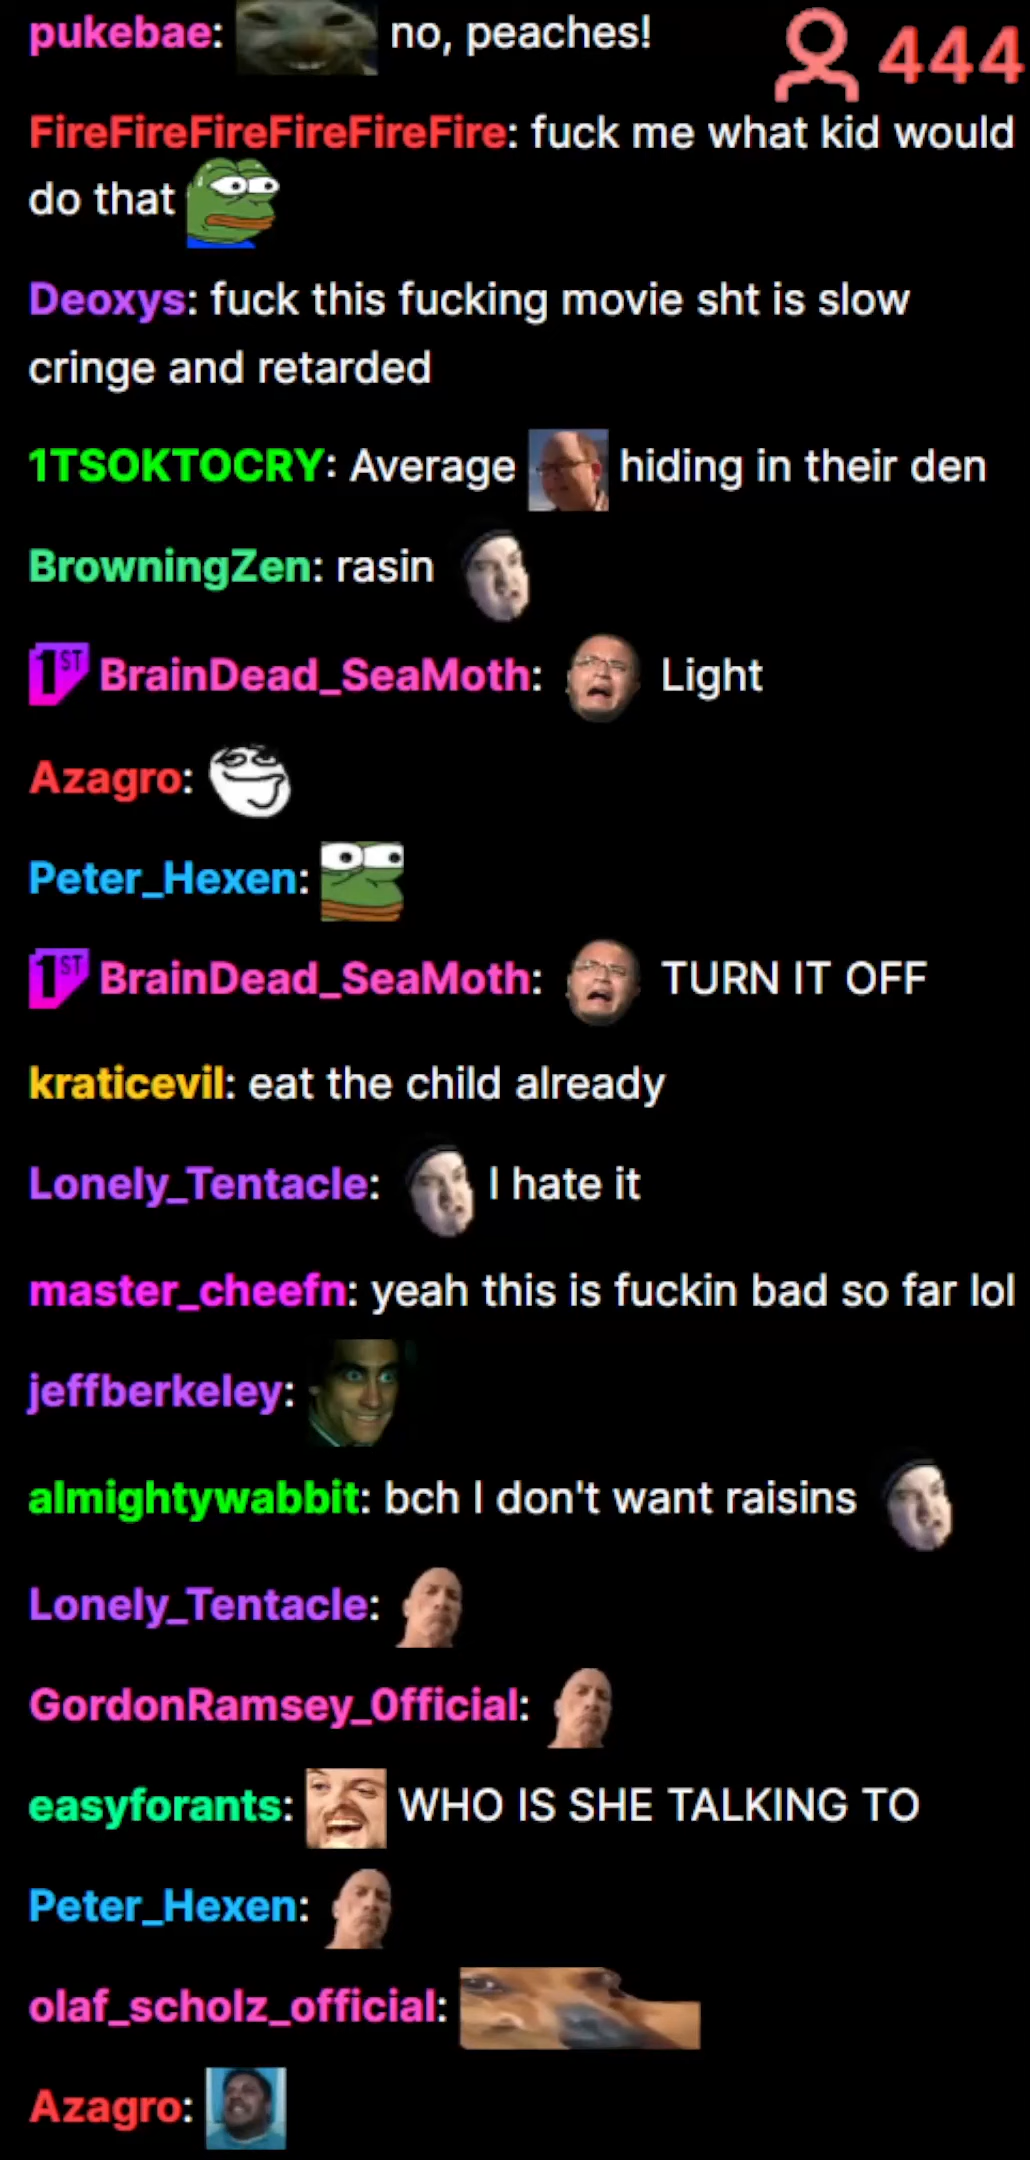 pukebae: no, peaches!
444
FireFireFireFireFireFire: fuck me what kid would
do that
Deoxys: fuck this fucking movie sht is slow
cringe and retarded
1TSOKTOCRY: Average hiding in their den
BrowningZen: rasin
1ST BrainDead_SeaMoth: Light
Azagro:
Peter_Hexen:
1ST BrainDead_SeaMoth: TURN IT OFF
kraticevil: eat the child already
Lonely_Tentacle: I hate it
master_cheefn: yeah this is fuckin bad so far lol
jeffberkeley:
almightywabbit: bch I don't want raisins
Lonely_Tentacle:
GordonRamsey_0fficial:
easyforants: WHO IS SHE TALKING TO
Peter_Hexen:
olaf_scholz_official:
Azagro: